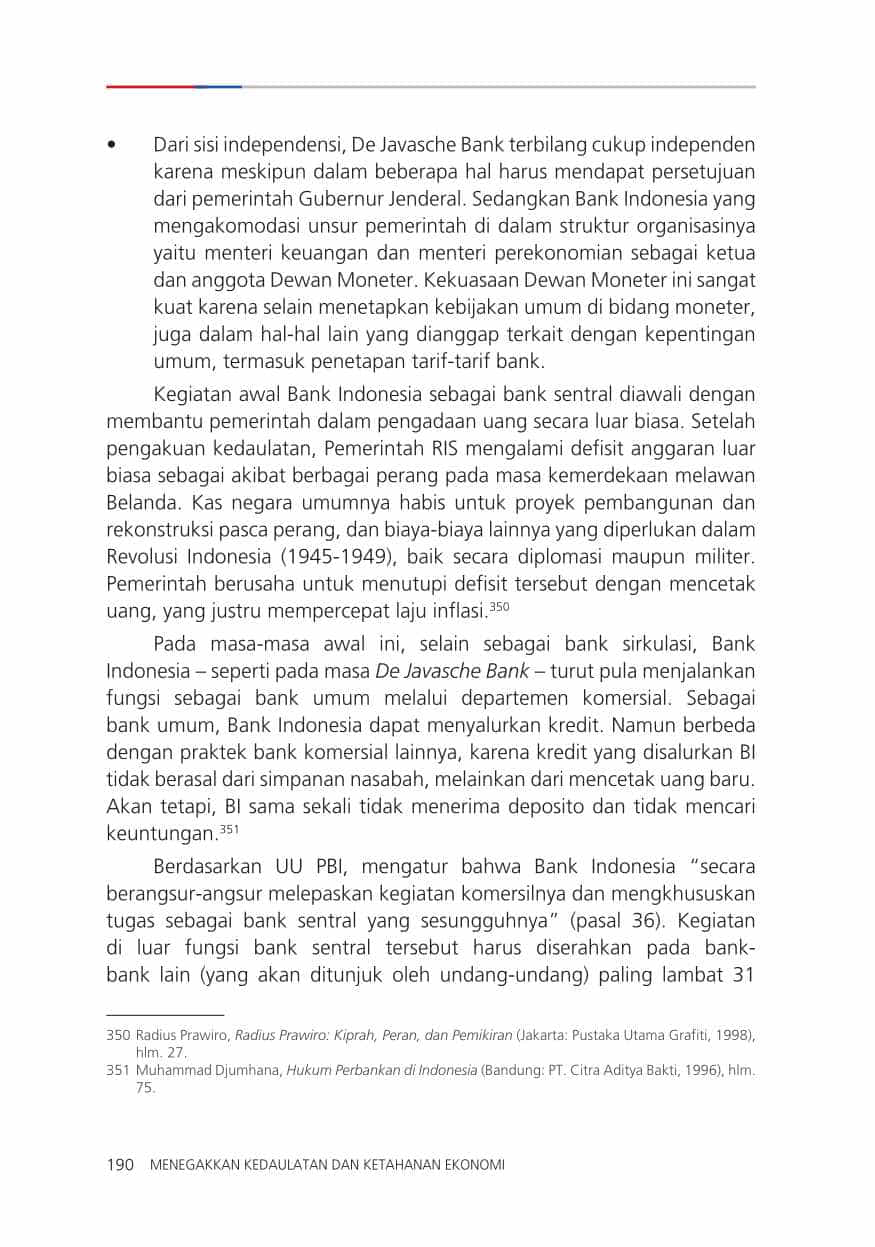 • Dari sisi independensi, De Javasche Bank terbilang cukup independen
karena meskipun dalam beberapa hal harus mendapat persetujuan
dari pemerintah Gubernur Jenderal. Sedangkan Bank Indonesia yang
mengakomodasi unsur pemerintah di dalam struktur organisasinya
yaitu menteri keuangan dan menteri perekonomian sebagai ketua
dan anggota Dewan Moneter. Kekuasaan Dewan Moneter ini sangat
kuat karena selain menetapkan kebijakan umum di bidang moneter,
juga dalam hal-hal lain yang dianggap terkait dengan kepentingan
umum, termasuk penetapan tarif-tarif bank.
Kegiatan awal Bank Indonesia sebagai bank sentral diawali dengan
membantu pemerintah dalam pengadaan uang secara luar biasa. Setelah
pengakuan kedaulatan, Pemerintah RIS mengalami defisit anggaran luar
biasa sebagai akibat berbagai perang pada masa kemerdekaan melawan
Belanda. Kas negara umumnya habis untuk proyek pembangunan dan
rekonstruksi pasca perang, dan biaya-biaya lainnya yang diperlukan dalam
Revolusi Indonesia (1945-1949), baik secara diplomasi maupun militer.
Pemerintah berusaha untuk menutupi defisit tersebut dengan mencetak
uang, yang justru mempercepat laju inflasi.350
Pada masa-masa awal ini, selain sebagai bank sirkulasi, Bank
Indonesia – seperti pada masa De Javasche Bank – turut pula menjalankan
fungsi sebagai bank umum melalui departemen komersial. Sebagai
bank umum, Bank Indonesia dapat menyalurkan kredit. Namun berbeda
dengan praktek bank komersial lainnya, karena kredit yang disalurkan BI
tidak berasal dari simpanan nasabah, melainkan dari mencetak uang baru.
Akan tetapi, BI sama sekali tidak menerima deposito dan tidak mencari
keuntungan.351
Berdasarkan UU PBI, mengatur bahwa Bank Indonesia “secara
berangsur-angsur melepaskan kegiatan komersilnya dan mengkhususkan
tugas sebagai bank sentral yang sesungguhnya” (pasal 36). Kegiatan
di luar fungsi bank sentral tersebut harus diserahkan pada bank-
bank lain (yang akan ditunjuk oleh undang-undang) paling lambat 31
350 Radius Prawiro, Radius Prawiro: Kiprah, Peran, dan Pemikiran (Jakarta: Pustaka Utama Grafiti, 1998),
hlm. 27.
351 Muhammad Djumhana, Hukum Perbankan di Indonesia (Bandung: PT. Citra Aditya Bakti, 1996), hlm.
75.
190 MENEGAKKAN KEDAULATAN DAN KETAHANAN EKONOMI